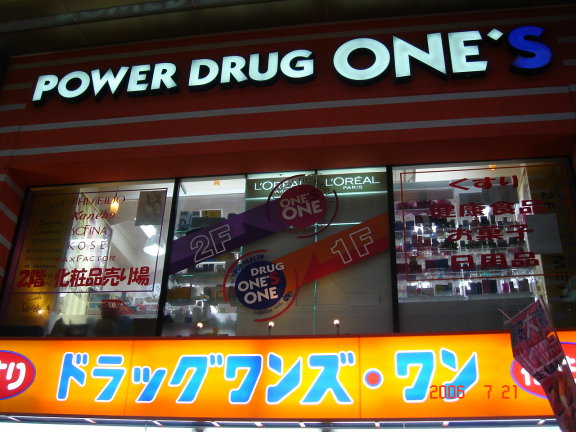 POWER DRUG ONE'S
SHISEIDO
Kanebo
SOFINA
KOSÉ
MAXFACTOR
2階 化粧品売り場
L'ORÉAL
PARIS
L'ORÉAL
PARIS
ONE'S
ONE
2F
1F
DRUG
ONE'S
ONE
くすり
健康食品
お菓子
日用品
ドラッグワンズ・ワン
2006 7 21